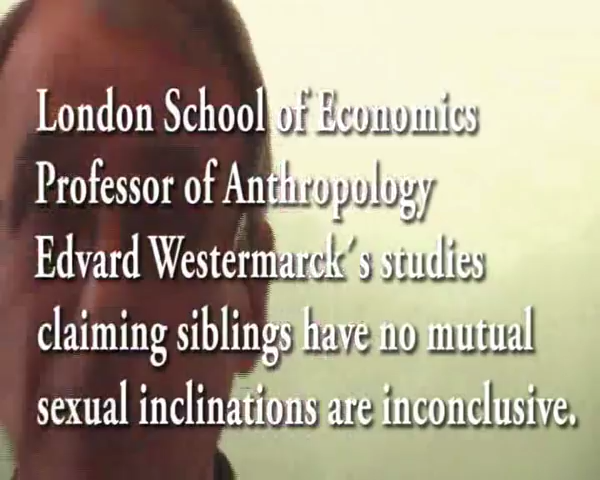 London School of Economics
Professor of Anthropology
Edvard Westermarck´s studies
claiming siblings have no mutual
sexual inclinations are inconclusive.